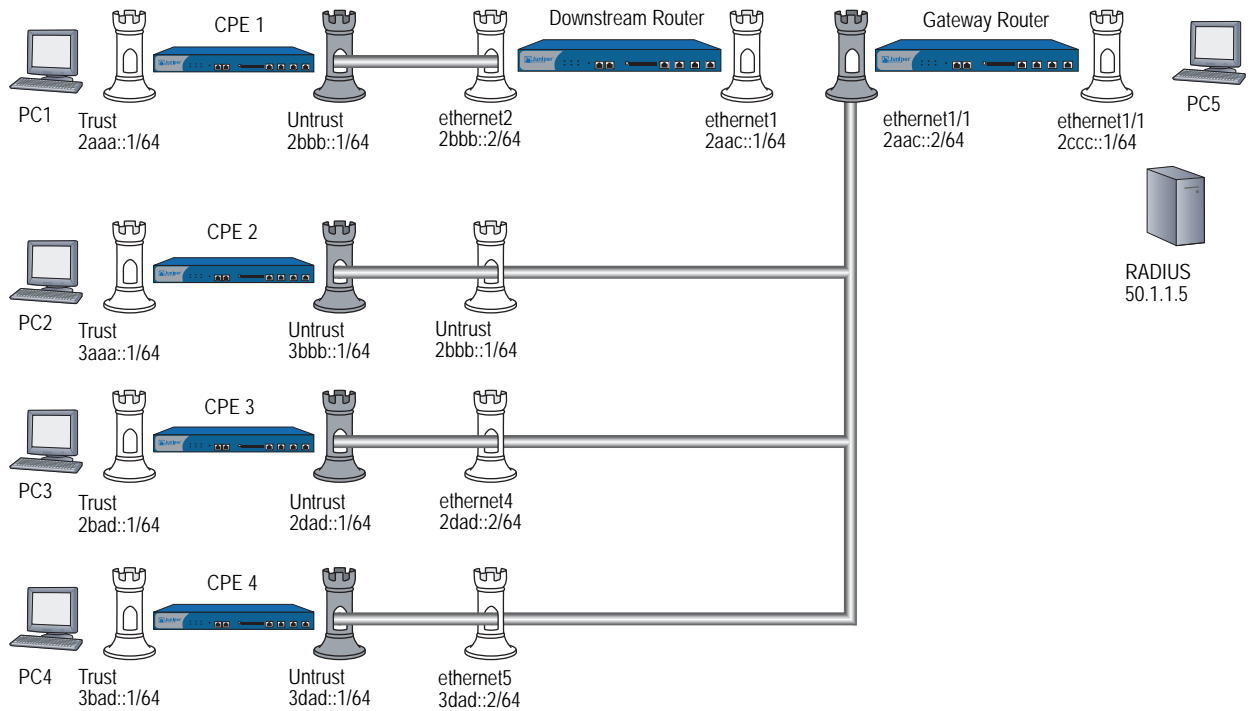 CPE 1
Downstream Router
Gateway Router
PC1
Trust
2aaa::1/64
Untrust
2bbb::1/64
ethernet2
2bbb::2/64
ethernet1
2aac::1/64
ethernet1/1
2aac::2/64
ethernet1/1
2ccc::1/64
PC5
CPE 2
PC2
Trust
3aaa::1/64
Untrust
3bbb::1/64
Untrust
2bbb::1/64
RADIUS
50.1.1.5
CPE 3
PC3
Trust
2bad::1/64
Untrust
2dad::1/64
ethernet4
2dad::2/64
CPE 4
PC4
Trust
3bad::1/64
Untrust
3dad::1/64
ethernet5
3dad::2/64